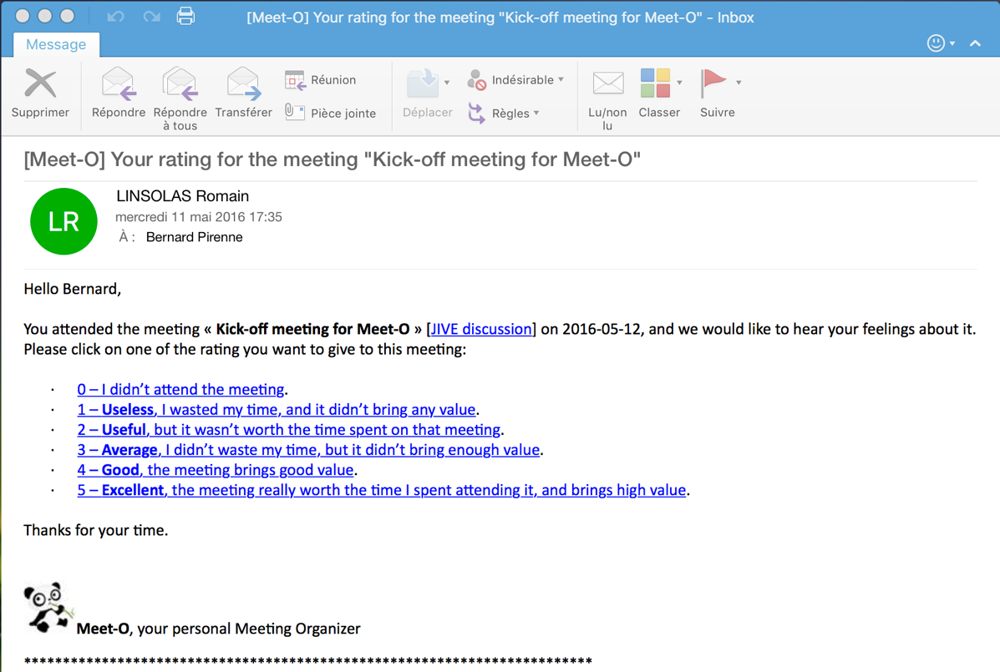 [Meet-O] Your rating for the meeting "Kick-off meeting for Meet-O" - Inbox
Message
Supprimer
Répondre
Répondre
à tous
Transférer
Réunion
Pièce jointe
Déplacer
Indésirable
Règles
Lu/non
lu
Classer
Suivre
[Meet-O] Your rating for the meeting "Kick-off meeting for Meet-O"
LR
LINSOLAS Romain
mercredi 11 mai 2016 17:35
À : Bernard Pirenne
Hello Bernard,
You attended the meeting « Kick-off meeting for Meet-O » [JIVE discussion] on 2016-05-12, and we would like to hear your feelings about it.
Please click on one of the rating you want to give to this meeting:
· 0 – I didn't attend the meeting.
· 1 – Useless, I wasted my time, and it didn't bring any value.
· 2 – Useful, but it wasn't worth the time spent on that meeting.
· 3 – Average, I didn't waste my time, but it didn't bring enough value.
· 4 – Good, the meeting brings good value.
· 5 – Excellent, the meeting really worth the time I spent attending it, and brings high value.
Thanks for your time.
Meet-O, your personal Meeting Organizer
*************************************************************************